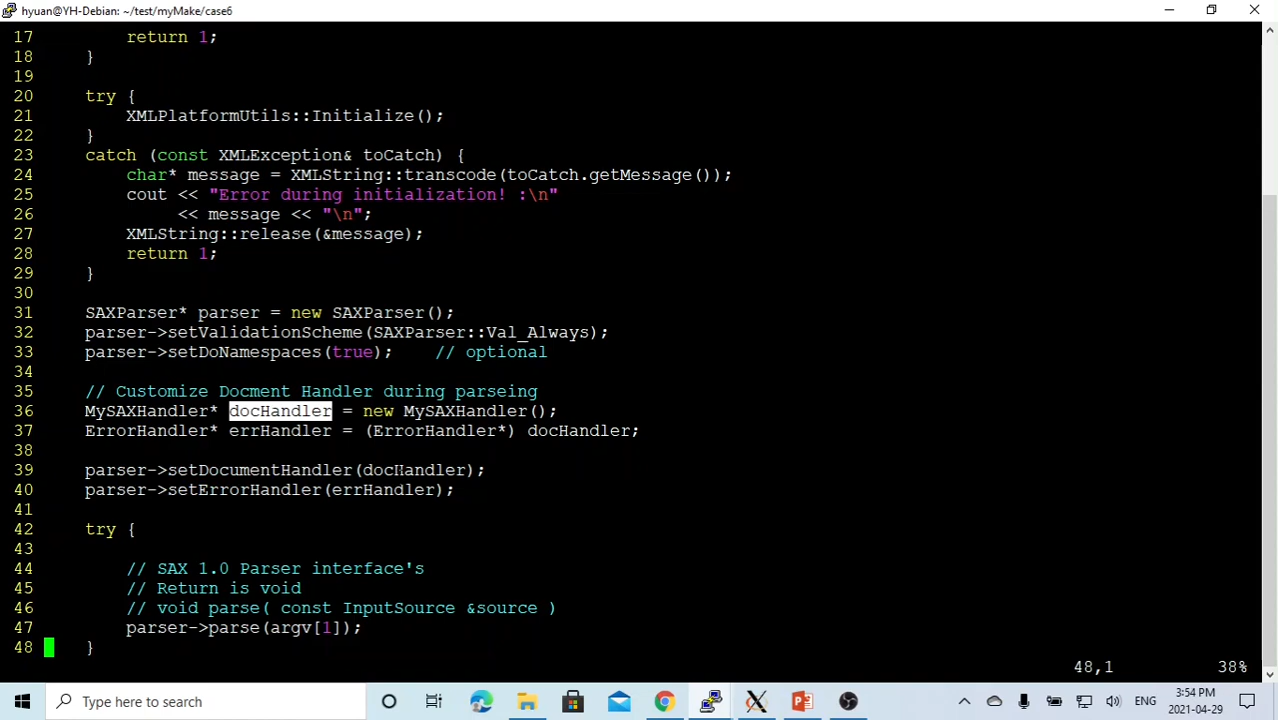 hyuan@YH-Debian: ~/test/myMake/case6
17 return 1;
18 }
19
20 try {
21 XMLPlatformUtils::Initialize();
22 }
23 catch (const XMLException& toCatch) {
24 char* message = XMLString::transcode(toCatch.getMessage());
25 cout << "Error during initialization! :\n"
26 << message << "\n";
27 XMLString::release(&message);
28 return 1;
29 }
30
31 SAXParser* parser = new SAXParser();
32 parser->setValidationScheme(SAXParser::Val_Always);
33 parser->setDoNamespaces(true); // optional
34
35 // Customize Docment Handler during parseing
36 MySAXHandler* docHandler = new MySAXHandler();
37 ErrorHandler* errHandler = (ErrorHandler*) docHandler;
38
39 parser->setDocumentHandler(docHandler);
40 parser->setErrorHandler(errHandler);
41
42 try {
43
44 // SAX 1.0 Parser interface's
45 // Return is void
46 // void parse( const InputSource &source )
47 parser->parse(argv[1]);
48 }
48,1 38%
Type here to search
ENG
3:54 PM
2021-04-29